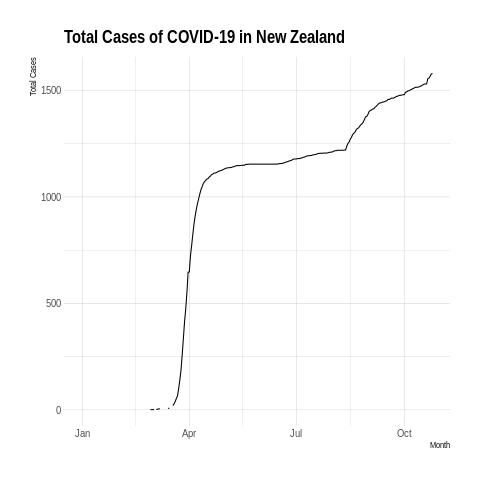 Total Cases of COVID-19 in New Zealand
Total Cases
1500
1000
500
0
Jan Apr Jul Oct
Month